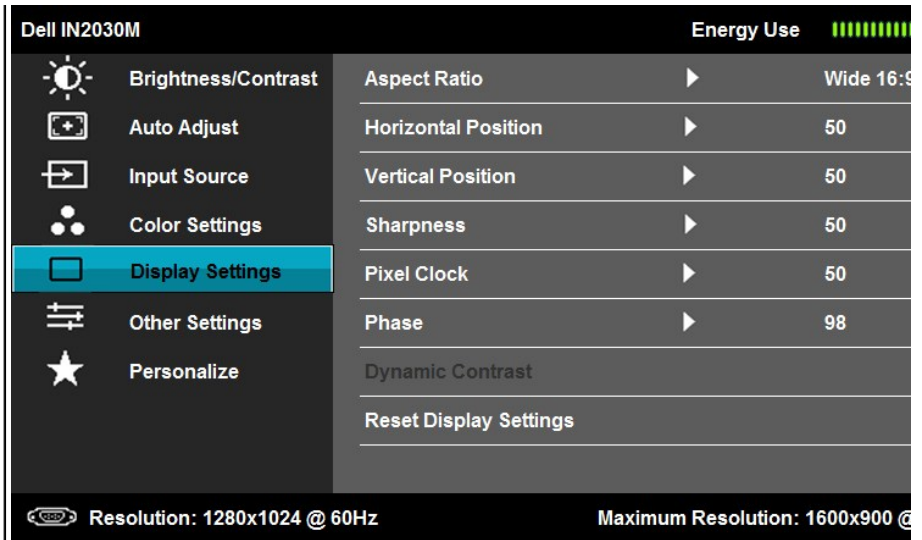 Dell IN2030M Energy Use
Brightness/Contrast Aspect Ratio Wide 16:9
Auto Adjust Horizontal Position 50
Input Source Vertical Position 50
Color Settings Sharpness 50
Display Settings Pixel Clock 50
Other Settings Phase 98
Personalize Dynamic Contrast
Reset Display Settings
Resolution: 1280x1024 @ 60Hz Maximum Resolution: 1600x900 @